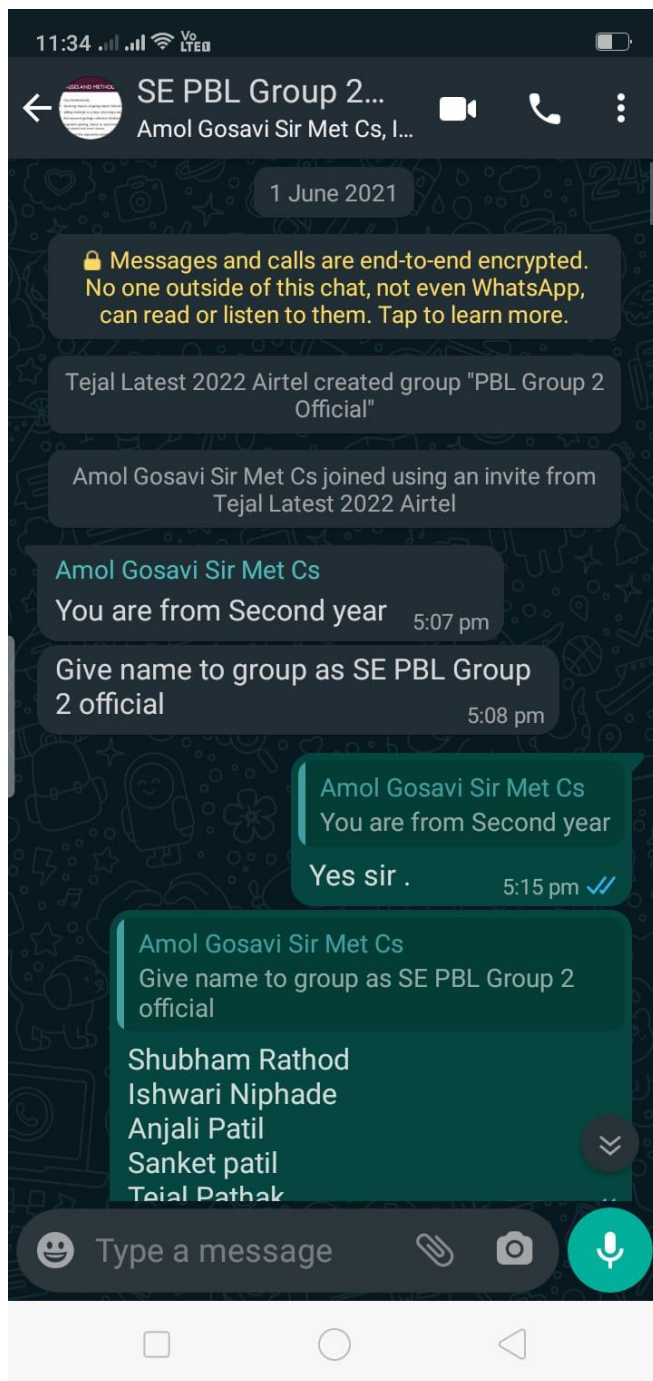 11:34
Vo
LTE
SE PBL Group 2...
Amol Gosavi Sir Met Cs, I...
1 June 2021
Messages and calls are end-to-end encrypted.
No one outside of this chat, not even WhatsApp,
can read or listen to them. Tap to learn more.
Tejal Latest 2022 Airtel created group "PBL Group 2
Official"
Amol Gosavi Sir Met Cs joined using an invite from
Tejal Latest 2022 Airtel
Amol Gosavi Sir Met Cs
You are from Second year
5:07 pm
Give name to group as SE PBL Group
2 official
5:08 pm
Amol Gosavi Sir Met Cs
You are from Second year
Yes sir .
5:15 pm
Amol Gosavi Sir Met Cs
Give name to group as SE PBL Group 2
official
Shubham Rathod
Ishwari Niphade
Anjali Patil
Sanket patil
Tejal Pathak
Type a message